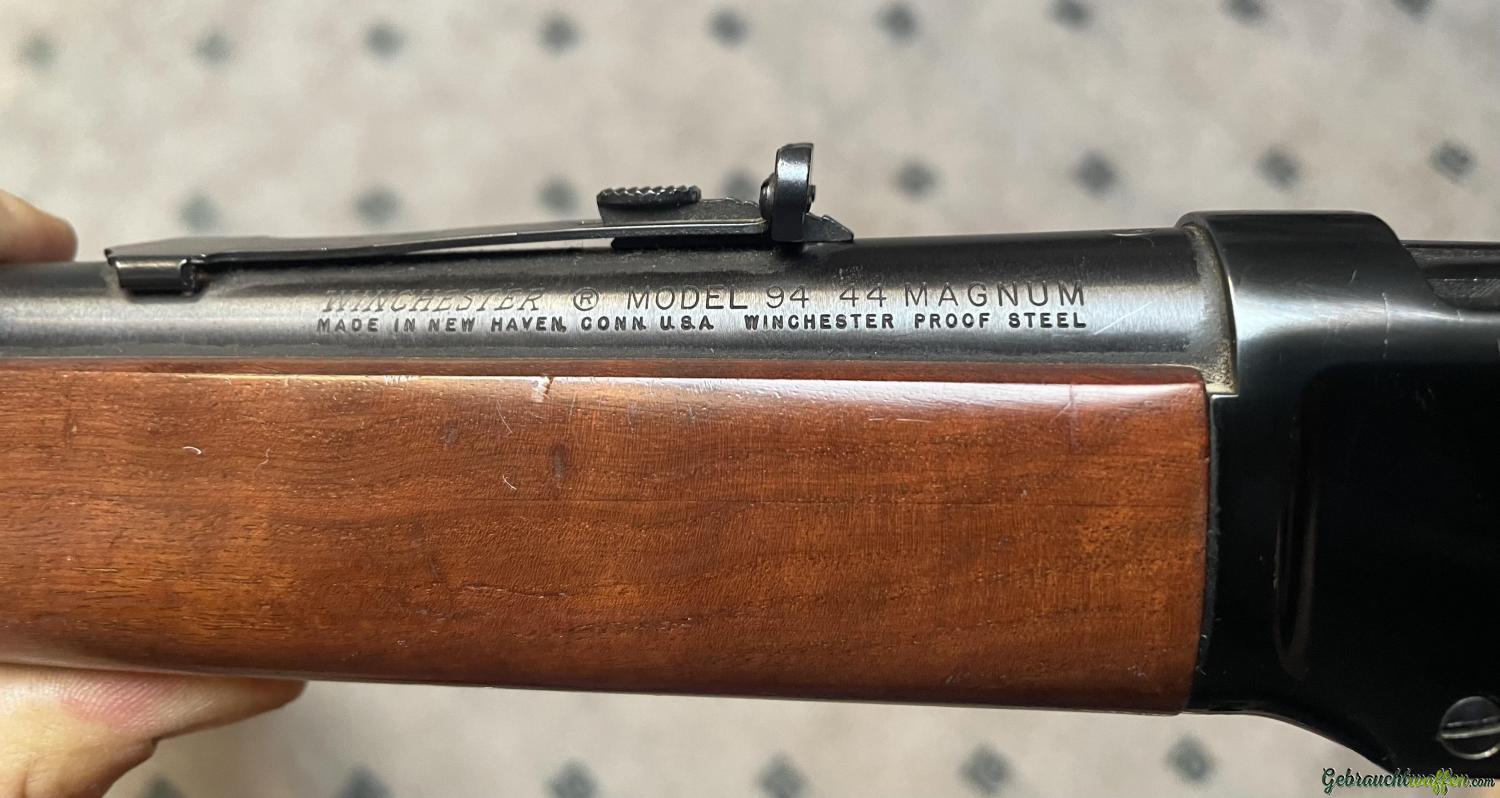 WINCHESTER ® MODEL 94 44 MAGNUM
MADE IN NEW HAVEN, CONN. U.S.A. WINCHESTER PROOF STEEL
Gebrauchtwaffen.com